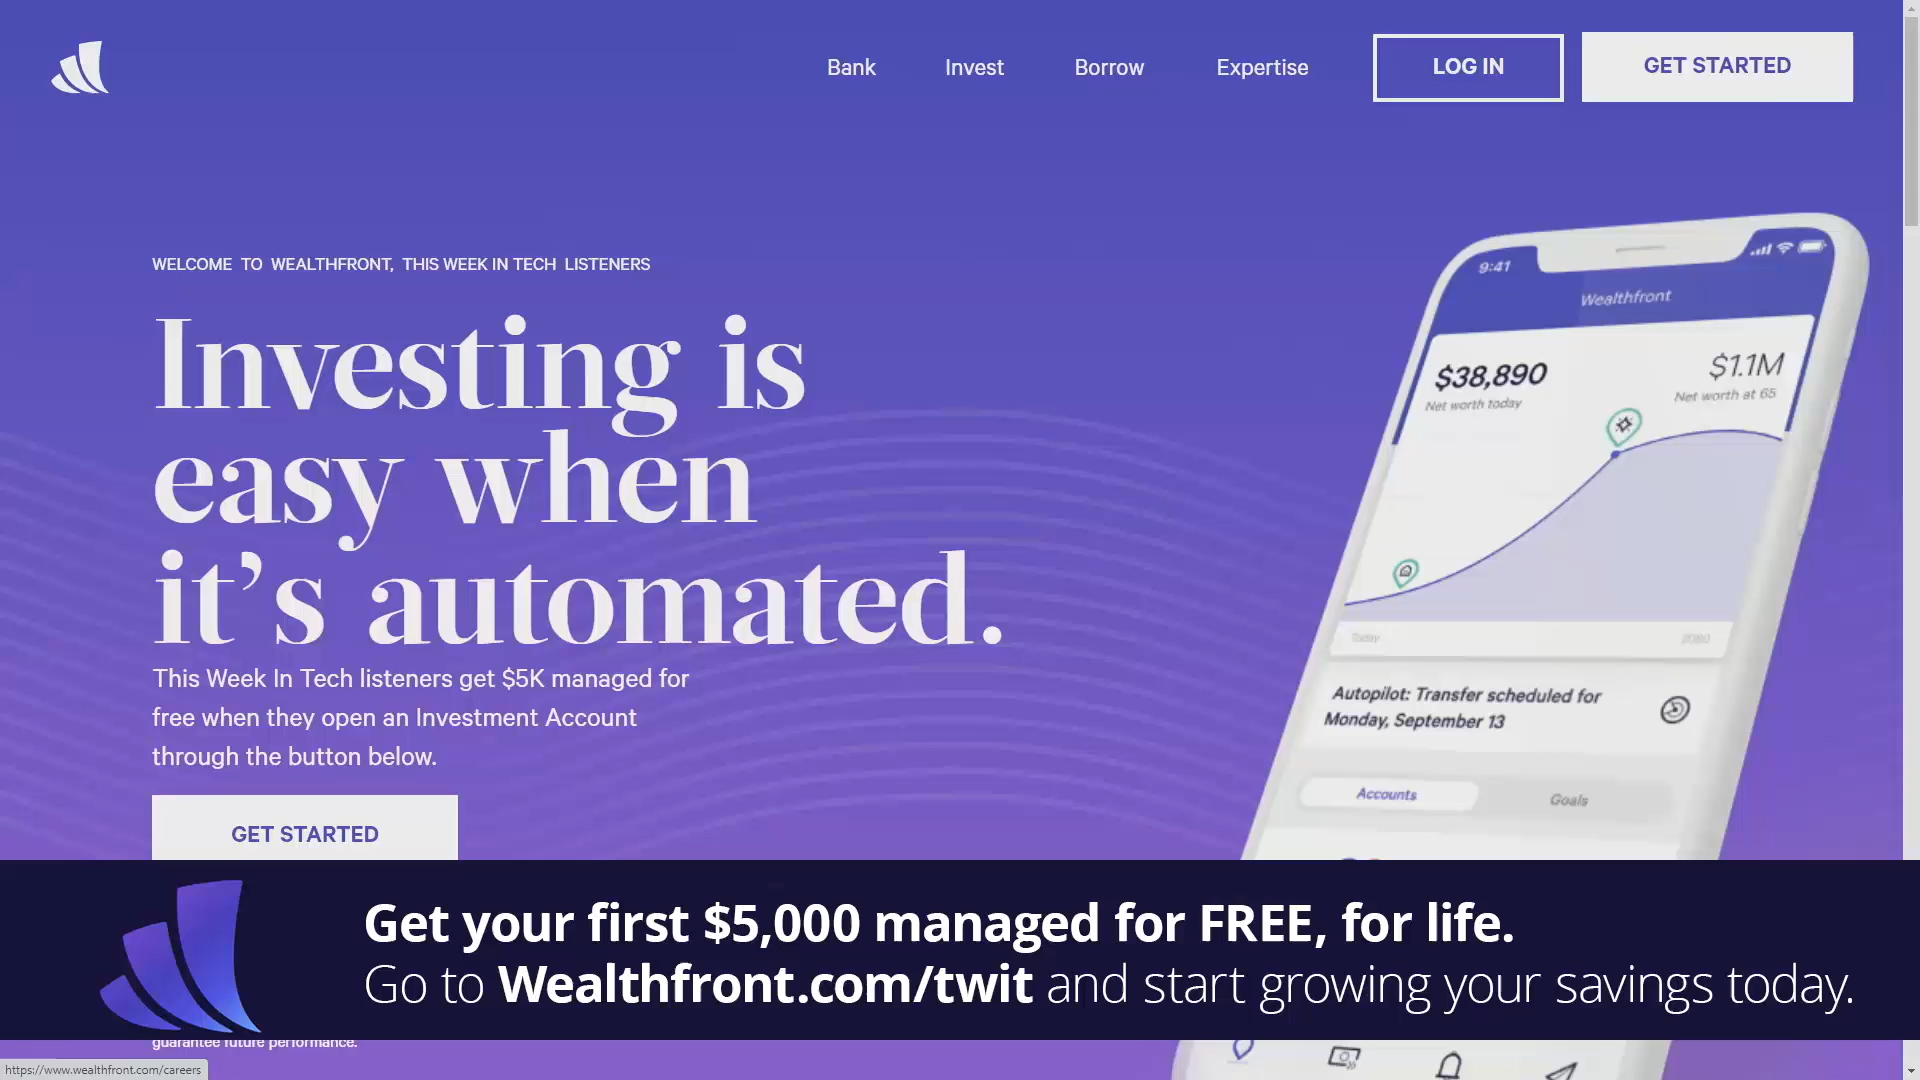 Bank
Invest
Borrow
Expertise
LOG IN
GET STARTED
WELCOME TO WEALTHFRONT, THIS WEEK IN TECH LISTENERS
Investing is
easy when
it's automated.
This Week In Tech listeners get $5K managed for
free when they open an Investment Account
through the button below.
GET STARTED
9:41
Wealthfront
$38,890
Net worth today
$1.1M
Net worth at 65
Today
2060
Autopilot: Transfer scheduled for
Monday, September 13
Accounts
Goals
Get your first $5,000 managed for FREE, for life.
Go to Wealthfront.com/twit and start growing your savings today.
guarantee future performance.
https://www.wealthfront.com/careers